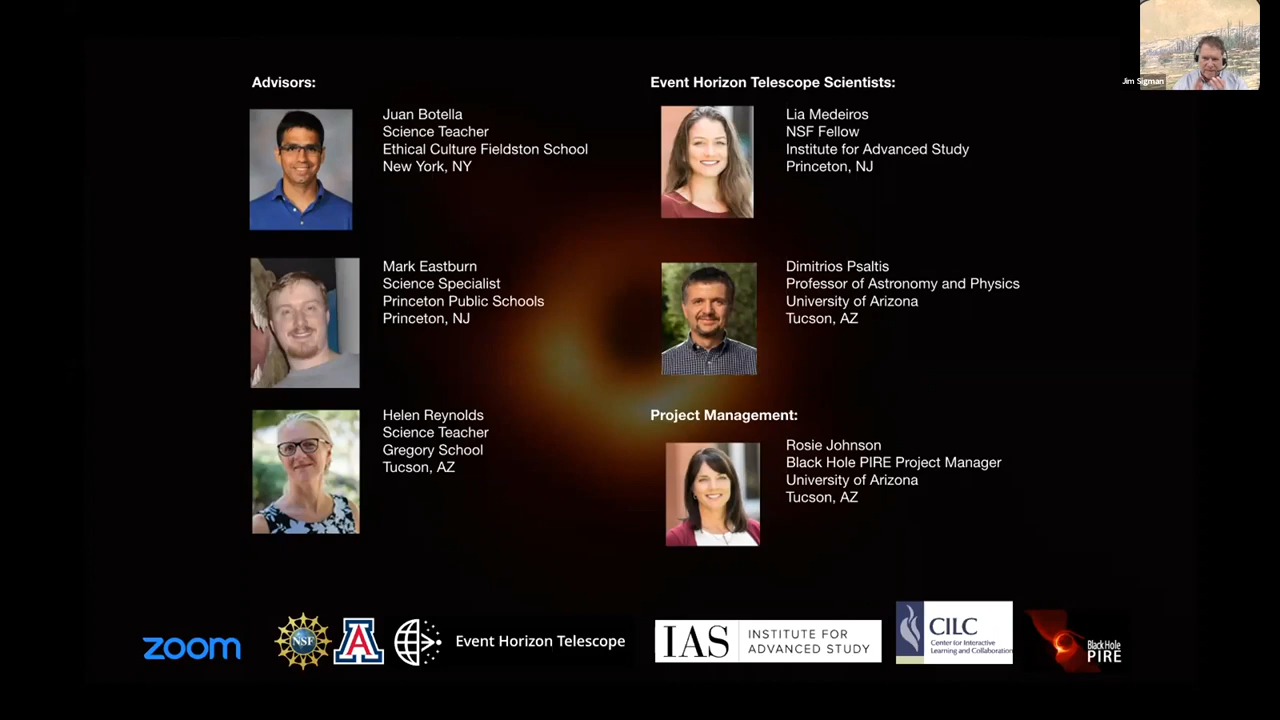 Jim Sigman
Advisors:
Juan Botella
Science Teacher
Ethical Culture Fieldston School
New York, NY
Mark Eastburn
Science Specialist
Princeton Public Schools
Princeton, NJ
Helen Reynolds
Science Teacher
Gregory School
Tucson, AZ
Event Horizon Telescope Scientists:
Lia Medeiros
NSF Fellow
Institute for Advanced Study
Princeton, NJ
Dimitrios Psaltis
Professor of Astronomy and Physics
University of Arizona
Tucson, AZ
Project Management:
Rosie Johnson
Black Hole PIRE Project Manager
University of Arizona
Tucson, AZ
zoom
NSF
A
Event Horizon Telescope
IAS
INSTITUTE FOR
ADVANCED STUDY
CILC
Center for Interactive
Learning and Collaboration
Black Hole
PIRE